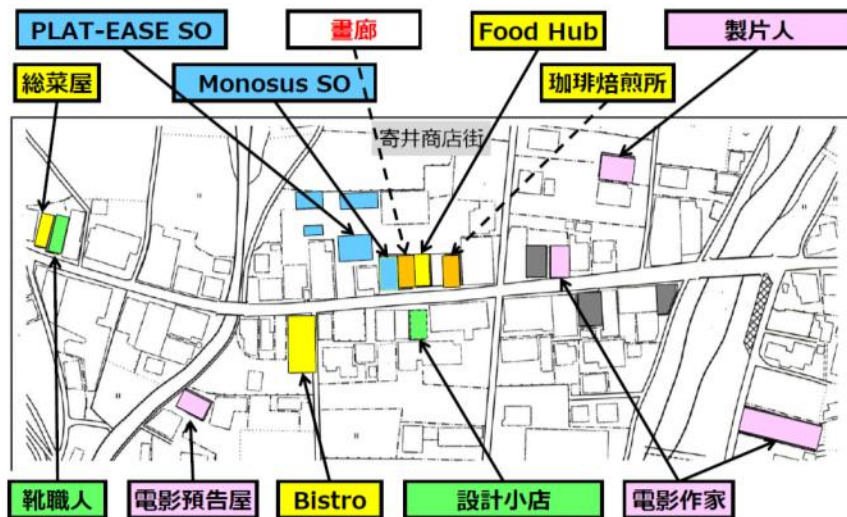 PLAT-EASE SO
畫廊
Food Hub
製片人
総菜屋
Monosus SO
珈琲焙煎所
寄井商店街
靴職人
電影預告屋
Bistro
設計小店
電影作家